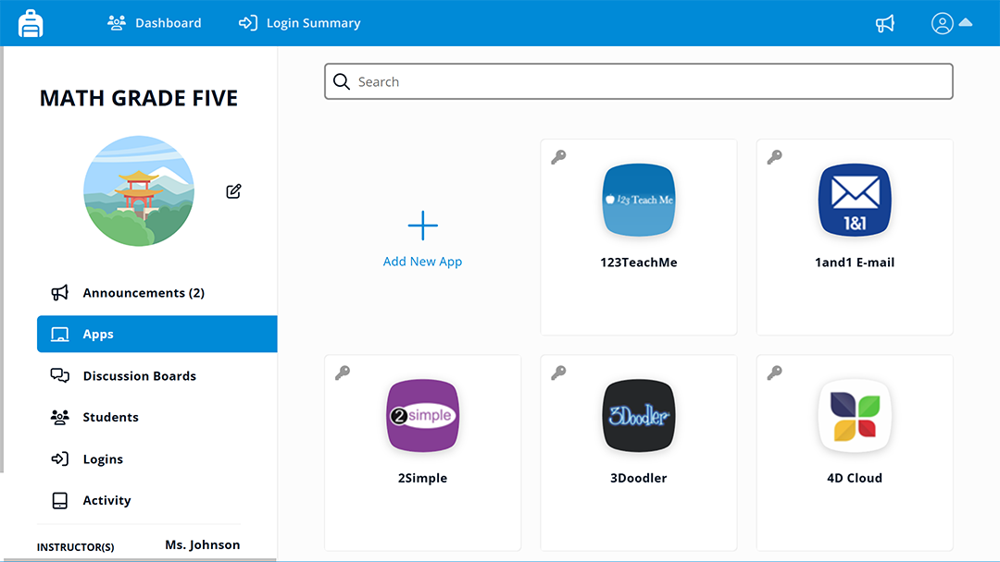 Dashboard
Login Summary
MATH GRADE FIVE
Announcements (2)
Apps
Discussion Boards
Students
Logins
Activity
INSTRUCTOR(S) Ms. Johnson
Search
Add New App
123 Teach Me
123TeachMe
1&1
1and1 E-mail
2simple
2Simple
3Doodler
3Doodler
4D Cloud